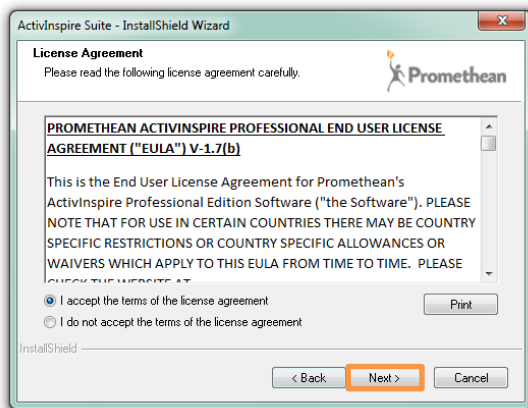 ActivInspire Suite - InstallShield Wizard
License Agreement
Please read the following license agreement carefully.
Promethean
PROMETHEAN ACTIVINSPIRE PROFESSIONAL END USER LICENSE
AGREEMENT ("EULA") V-1.7(b)
This is the End User License Agreement for Promethean's
ActivInspire Professional Edition Software ("the Software"). PLEASE
NOTE THAT FOR USE IN CERTAIN COUNTRIES THERE MAY BE COUNTRY
SPECIFIC RESTRICTIONS OR COUNTRY SPECIFIC ALLOWANCES OR
WAIVERS WHICH APPLY TO THIS EULA FROM TIME TO TIME. PLEASE
CHECK THE WEBSITE AT
I accept the terms of the license agreement
Print
I do not accept the terms of the license agreement
InstallShield
< Back
Next >
Cancel